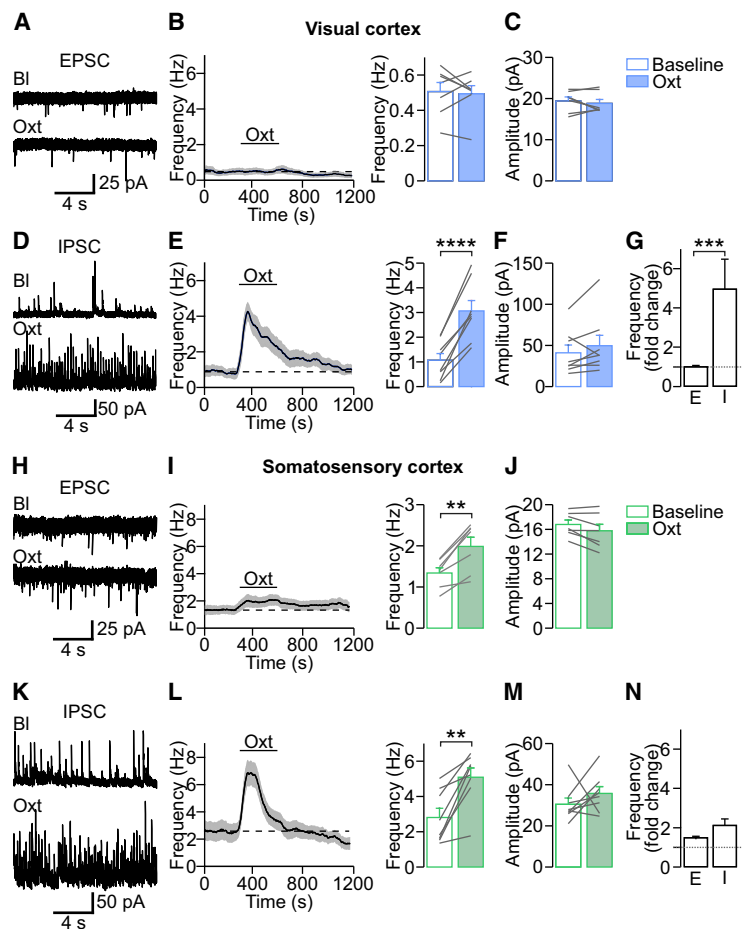 A
Visual cortex
EPSC
Bl
Oxt
25 pA
4 s
B
Frequency (Hz)
6
4
2
0
Oxt
0 400 800 1200
Time (s)
Frequency (Hz)
0.6
0.4
0.2
0
C
Amplitude (pA)
30
20
10
0
Baseline
Oxt
D
IPSC
Bl
Oxt
50 pA
4 s
E
Frequency (Hz)
6
4
2
0
Oxt
0 400 800 1200
Time (s)
Frequency (Hz)
5
4
3
2
1
0
****
F
Amplitude (pA)
150
100
50
0
G
Frequency
(fold change)
6
4
2
0
***
E I
Somatosensory cortex
H
EPSC
Bl
Oxt
25 pA
4 s
I
Frequency (Hz)
8
6
4
2
0
Oxt
0 400 800 1200
Time (s)
Frequency (Hz)
3
2
1
0
**
J
Amplitude (pA)
20
16
12
8
4
0
Baseline
Oxt
K
IPSC
Bl
Oxt
50 pA
4 s
L
Frequency (Hz)
8
6
4
2
0
Oxt
0 400 800 1200
Time (s)
Frequency (Hz)
6
4
2
0
**
M
Amplitude (pA)
60
40
20
0
N
Frequency
(fold change)
6
4
2
0
E I